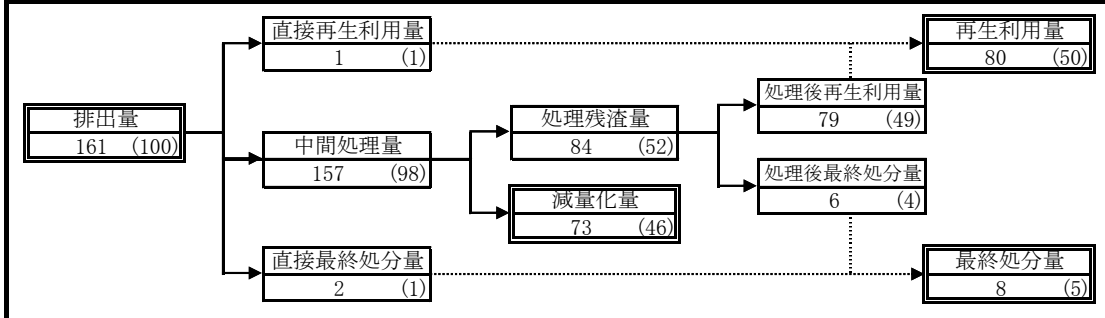 直接再生利用量
1 (1)
再生利用量
80 (50)
処理後再生利用量
79 (49)
排出量
161 (100)
処理残渣量
84 (52)
中間処理量
157 (98)
処理後最終処分量
6 (4)
減量化量
73 (46)
直接最終処分量
2 (1)
最終処分量
8 (5)